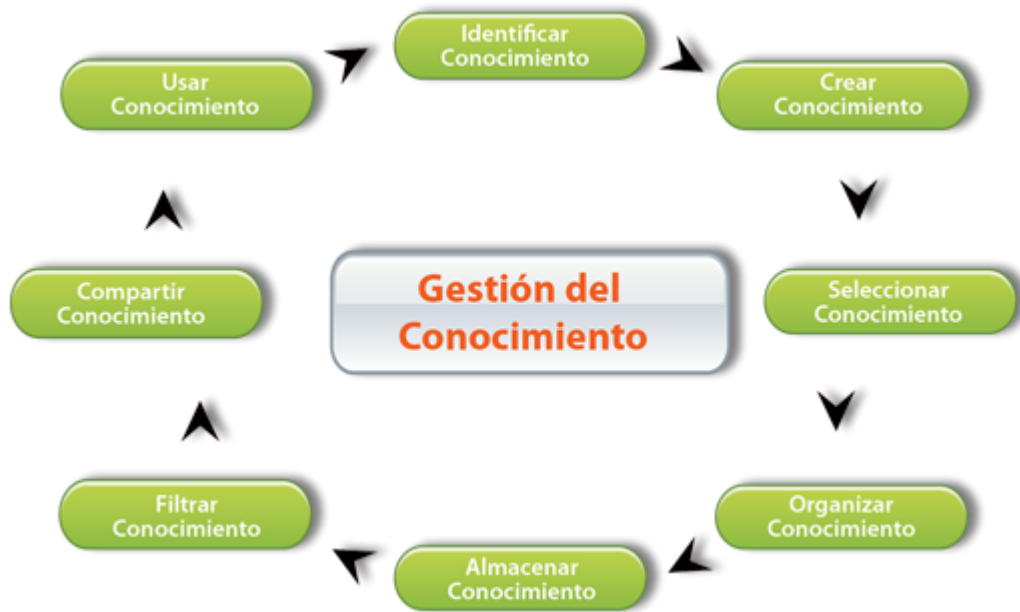 Identificar
Conocimiento
Crear
Conocimiento
Seleccionar
Conocimiento
Organizar
Conocimiento
Almacenar
Conocimiento
Filtrar
Conocimiento
Compartir
Conocimiento
Usar
Conocimiento
Gestión del
Conocimiento